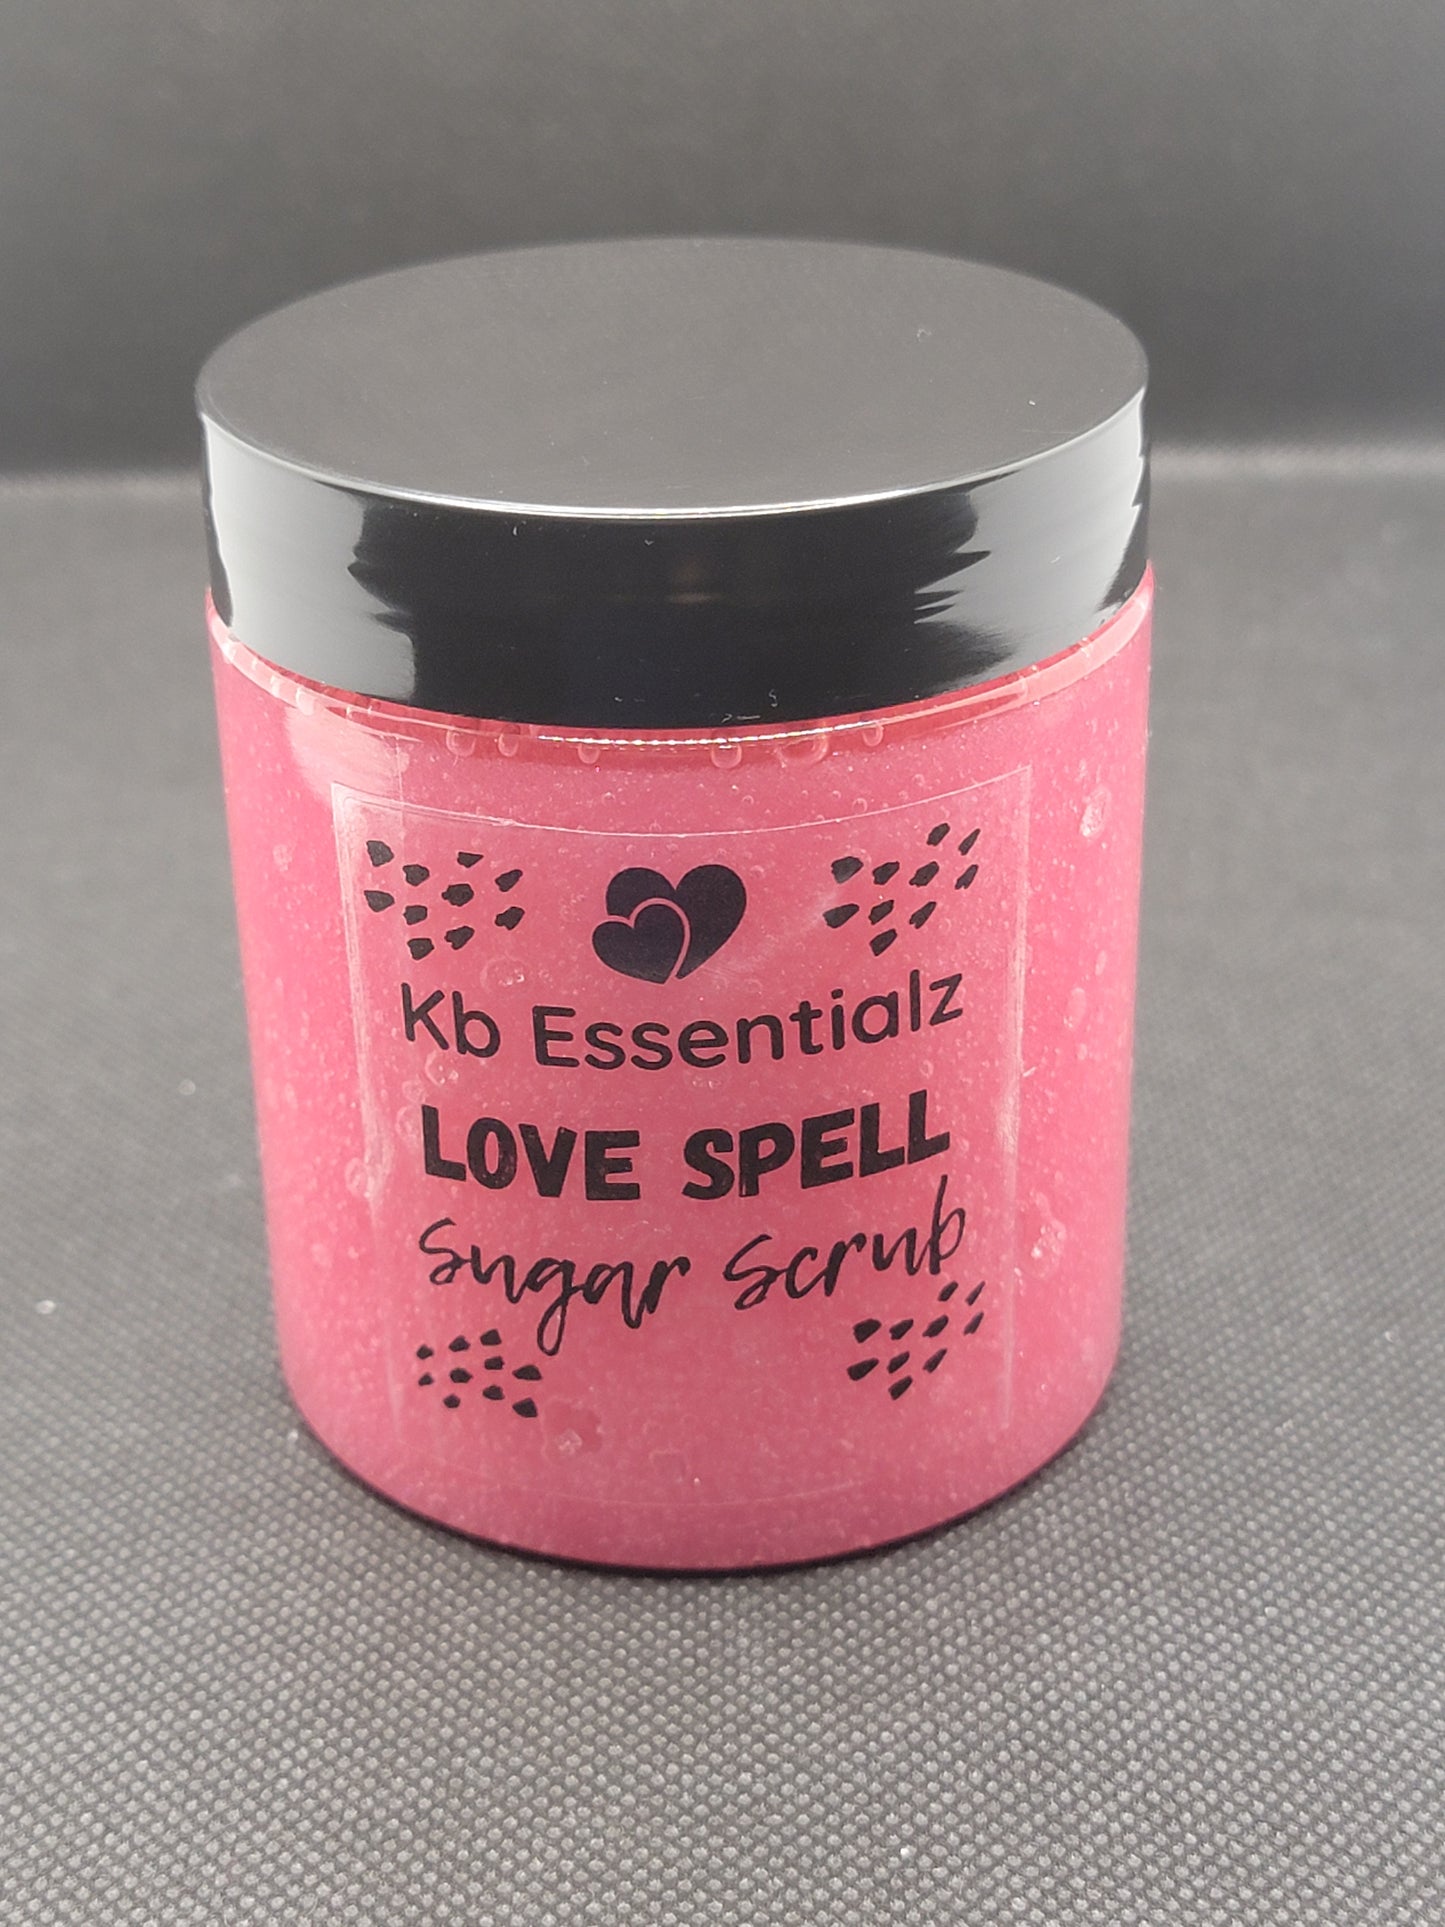 Kb Essentialz
LOVE SPELL
Sugar Scrub